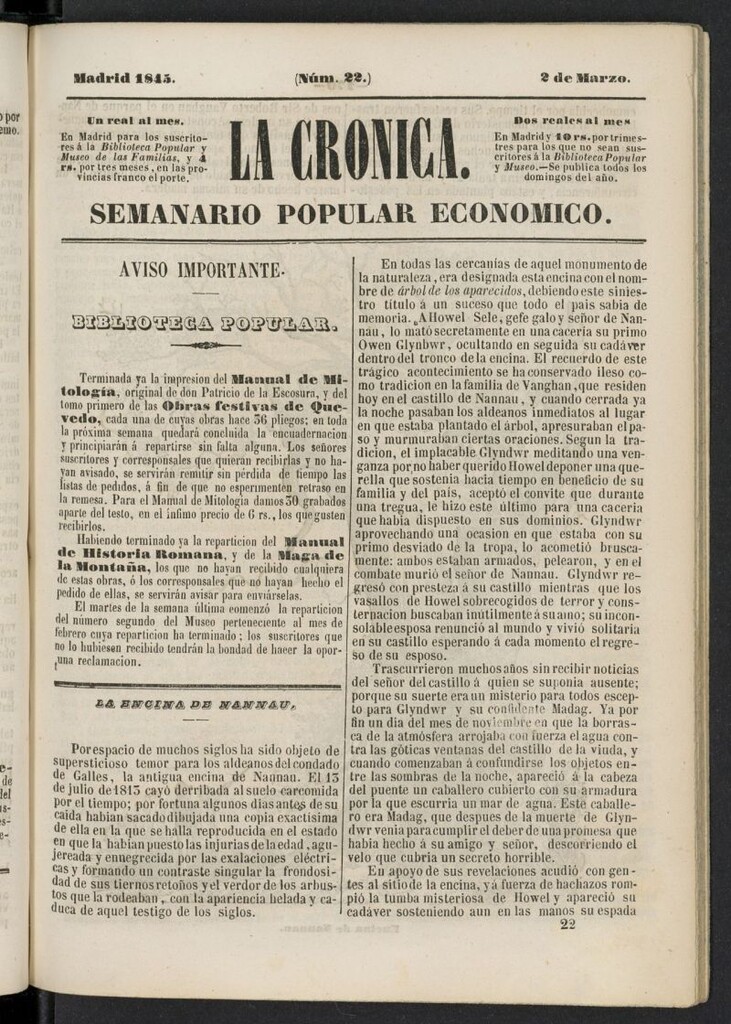 Madrid 1845.
(Núm. 22.)
2 de Marzo.
Un real al mes.
En Madrid para los suscrito-
res á la Biblioteca Popular y
Museo de las Familias, y 4
rs. por tres meses, en las pro-
vincias franco el porte.
LA CRONICA.
Dos reales al mes
En Madrid y 10 rs. por trimes-
tres para los que no sean sus-
critores á la Biblioteca Popular
y Museo.—Se publica todos los
domingos del año.
SEMANARIO POPULAR ECONOMICO.
AVISO IMPORTANTE.
BIBLIOTECA POPULAR.
Terminada ya la impresion del Manual de Mi-
tología, original de don Patricio de la Escosura, y del
tomo primero de las Obras festivas de Que-
vedo, cada una de cuyas obras hace 36 pliegos; en toda
la próxima semana quedará concluida la encuadernacion
y principiarán á repartirse sin falta alguna. Los señores
suscritores y corresponsales que quierán recibirlas y no ha-
yan avisado, se servirán remitir sin pérdida de tiempo las
listas de pedidos, á fin de que no esperimenten retraso en
la remesa. Para el Manual de Mitologia damos 30 grabados
aparte del testo, en el ínfimo precio de 6 rs., los que gusten
recibirlos.
Habiendo terminado ya la reparticion del Manual
de Historia Romana, y de la Maga de
la Montaña, los que no hayan recibido cualquiera
de estas obras, ó los corresponsales que no hayan hecho el
pedido de ellas, se servirán avisar para enviárselas.
El martes de la semana última comenzó la reparticion
del número segundo del Museo perteneciente al mes de
febrero cuya reparticion ha terminado; los suscritores que
no lo hubiesen recibido tendrán la bondad de hacer la opor-
tuna reclamacion.
LA ENCINA DE NANNAU.
Por espacio de muchos siglos ha sido objeto de
supersticioso temor para los aldeanos del condado
de Galles, la antigua encina de Nannau. El 13
de julio de 1813 cayó derribada al suelo carcomida
por el tiempo; por fortuna algunos dias antes de su
caida habian sacado dibujada una copia exactísima
de ella en la que se halla reproducida en el estado
en que la habian puesto las injurias de la edad, agu-
jereada y ennegrecida por las exalaciones eléctri-
cas y formando un contraste singular la frondosi-
dad de sus tiernos retoños y el verdor de los arbus-
tos que la rodeaban, con la apariencia helada y ca-
duca de aquel testigo de los siglos.
En todas las cercanías de aquel monumento de
la naturaleza, era designada esta encina con el nom-
bre de árbol de los aparecidos, debiendo este sinies-
tro título á un suceso que todo el pais sabia de
memoria. A Howel Sele, gefe galo y señor de Nan-
nau, lo mató secretamente en una caceria su primo
Owen Glynbwr, ocultando en seguida su cadáver
dentro del tronco de la encina. El recuerdo de este
trágico acontecimiento se ha conservado ileso como
como tradicion en la familia de Vanghan, que residen
hoy en el castillo de Nannau, y cuando cerrada ya
la noche pasaban los aldeanos inmediatos al lugar
en que estaba plantado el árbol, apresuraban el pa-
so y murmuraban ciertas oraciones. Segun la tra-
dicion, el implacable Glyndwr meditando una ven-
ganza por no haber querido Howel deponer una que-
rella que sostenia hacia tiempo en beneficio de su
familia y del país, aceptó el convite que durante
una tregua, le hizo este último para una caceria
que habia dispuesto en sus dominios. Glyndwr
aprovechando una ocasion en que estaba con su
primo desviado de la tropa, lo acometió brusca-
mente: ambos estaban armados, pelearon, y en el
combate murió el señor de Nannau. Glyndwr re-
gresó con presteza á su castillo mientras que los
vasallos de Howel sobrecogidos de terror y cons-
ternacion buscaban inútilmente á su amo; su incon-
solable esposa renunció al mundo y vivió solitaria
en su castillo esperando á cada momento el regre-
so de su esposo.
Trascurrieron muchos años sin recibir noticias
del señor del castillo á quien se suponia ausente;
porque su suerte era un misterio para todos escep-
to para Glyndwr y su confidente Madag. Ya por
fin un dia del mes de noviembre en que la borras-
ca de la atmósfera arrojaba con fuerza el agua con-
tra las góticas ventanas del castillo de la viuda, y
cuando comenzaban á confundirse los objetos en-
tre las sombras de la noche, apareció á la cabeza
del puente un caballero cubierto con su armadura
por la que escurria un mar de agua. Este caballe-
ro era Madag, que despues de la muerte de Glyn-
dwr venia para cumplir el deber de una promesa que
habia hecho á su amigo y señor, descorriendo el
velo que cubria un secreto horrible.
En apoyo de sus revelaciones acudió con gen-
tes al sitio de la encina, yá fuerza de hachazos rom-
pió la tumba misteriosa de Howel y apareció su
cadáver sosteniendo aun en las manos su espada
22